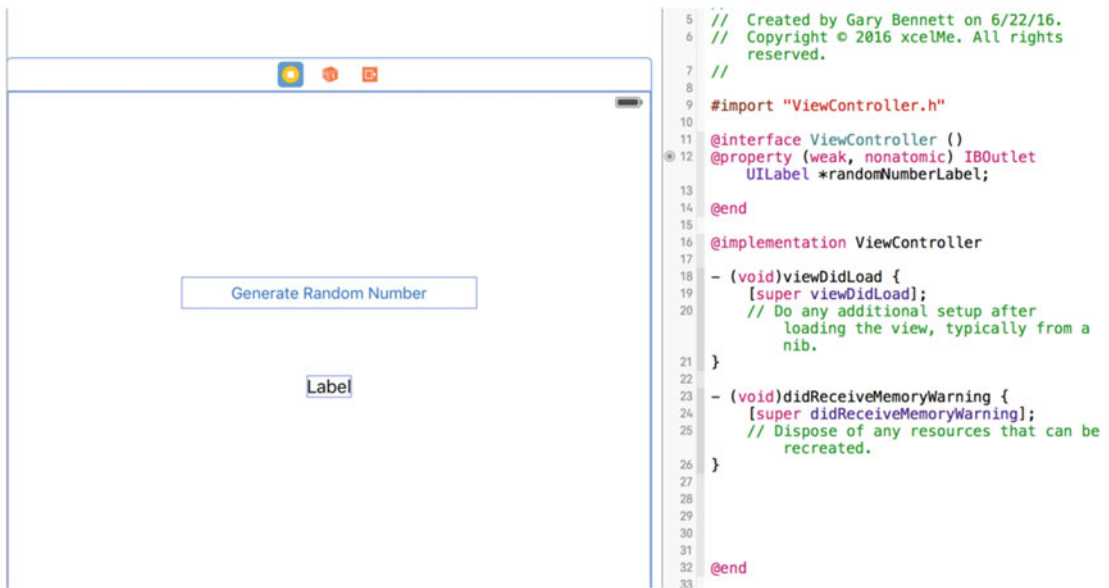 Generate Random Number
Label
5 // Created by Gary Bennett on 6/22/16.
6 // Copyright © 2016 xcelMe. All rights
reserved.
7 //
8
9 #import "ViewController.h"
10
11 @interface ViewController ()
12 @property (weak, nonatomic) IBOutlet
UILabel *randomNumberLabel;
13
14 @end
15
16 @implementation ViewController
17
18 - (void)viewDidLoad {
19 [super viewDidLoad];
20 // Do any additional setup after
loading the view, typically from a
nib.
21 }
22
23 - (void)didReceiveMemoryWarning {
24 [super didReceiveMemoryWarning];
25 // Dispose of any resources that can be
recreated.
26 }
27
28
29
30
31
32 @end
33